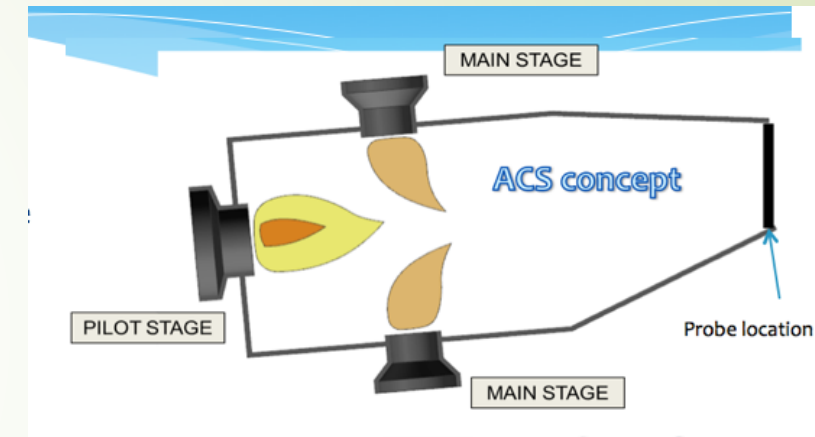 MAIN STAGE
ACS concept
PILOT STAGE
Probe location
MAIN STAGE